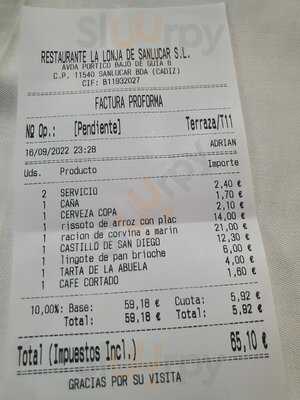 RESTAURANTE LA LONJA DE SANLUCAR S.L.
AVDA PORTICO BAJO DE GUIA 6
C.P. 11540 SANLUCAR BDA (CADIZ)
CIF: B11932027
FACTURA PROFORMA
Nº Op.: [Pendiente] Terraza/T11
16/09/2022 23:28 ADRIAN
Uds. Producto Importe
2 SERVICIO 2,40 €
1 CAÑA 1,70 €
1 CERVEZA COPA 2,10 €
1 rissoto de arroz con plac 14,00 €
1 racion de corvina a marin 21,00 €
1 CASTILLO DE SAN DIEGO 12,30 €
1 lingote de pan brioche 6,00 €
1 TARTA DE LA ABUELA 4,00 €
1 CAFE CORTADO 1,60 €
10,00%: Base: 59,18 € Cuota: 5,92 €
Total: 59,18 € Total: 5,92 €
Total (Impuestos Incl.) 65,10 €
GRACIAS POR SU VISITA